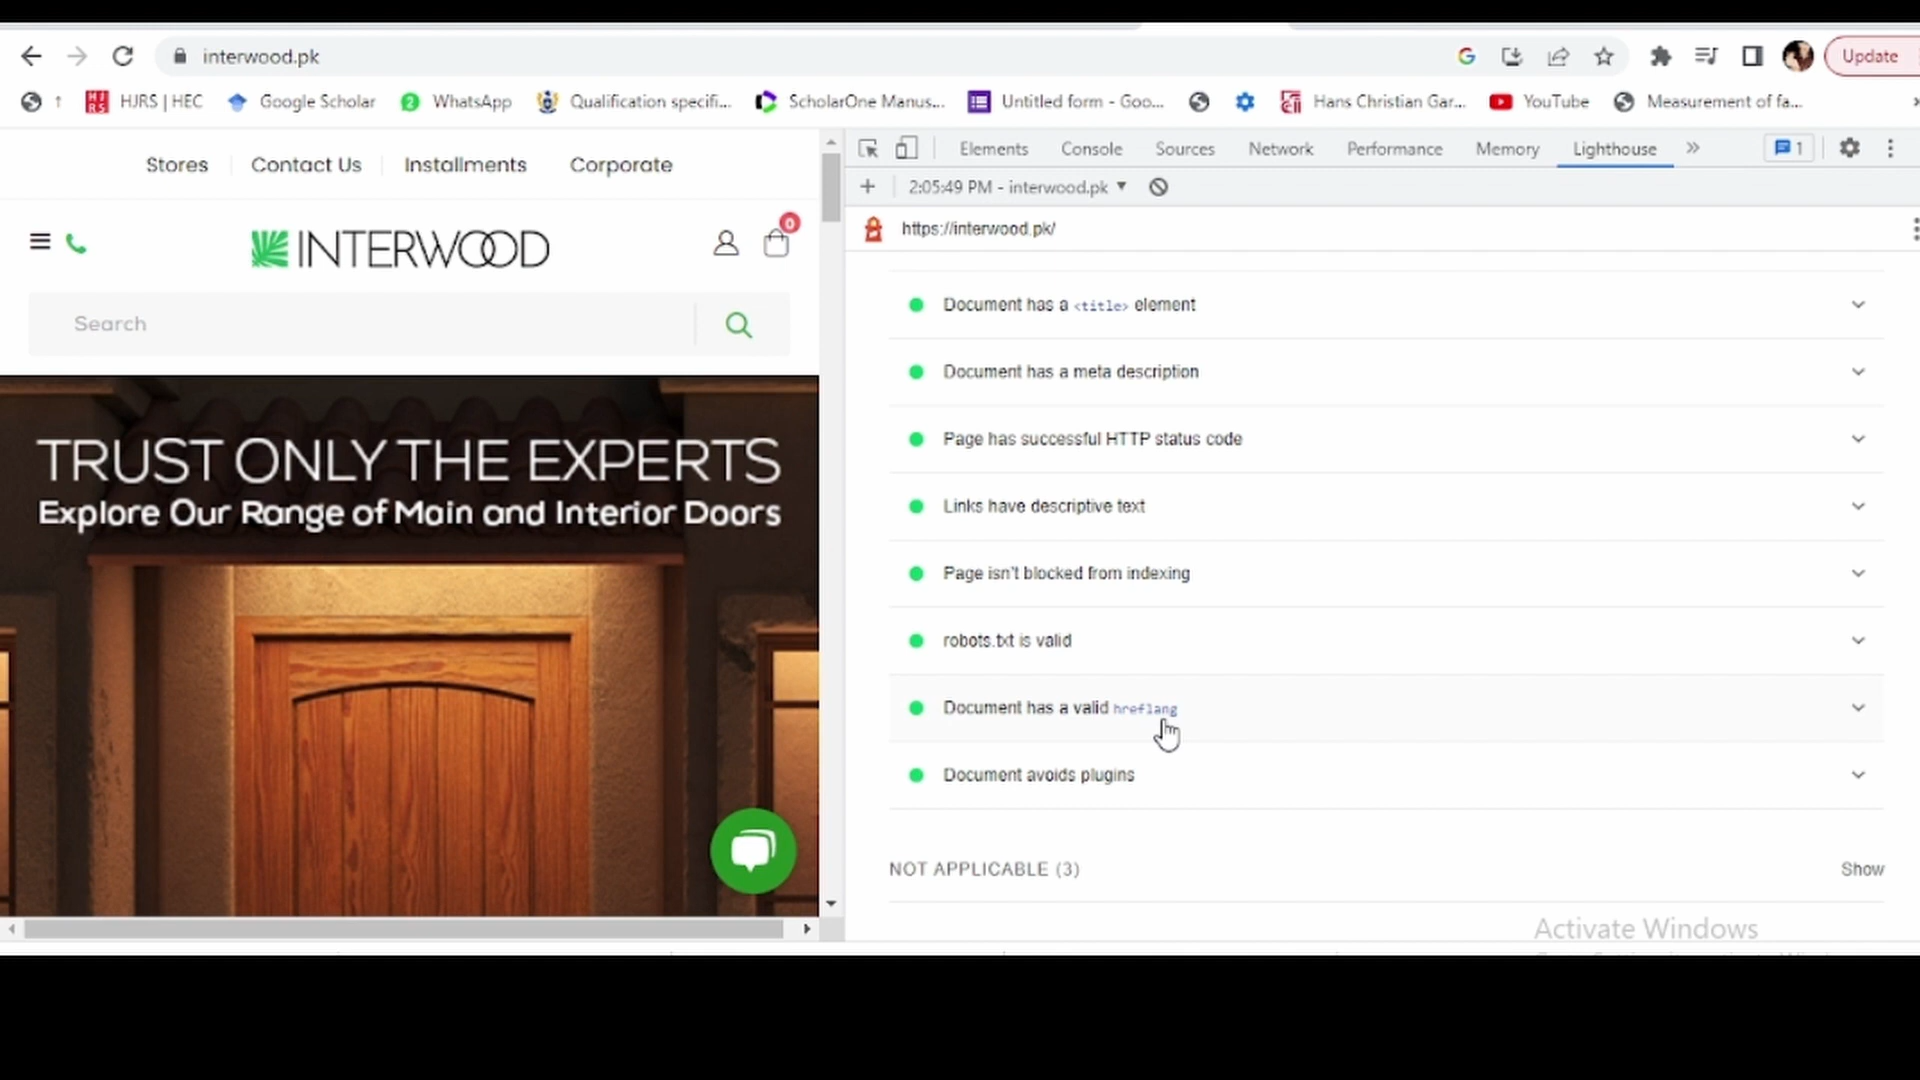 interwood.pk
Update
HJRS | HEC
Google Scholar
WhatsApp
Qualification specifi...
ScholarOne Manus...
Untitled form - Goo...
Hans Christian Gar...
YouTube
Measurement of fa...
Stores
Contact Us
Installments
Corporate
INTERWOOD
0
Search
TRUST ONLY THE EXPERTS
Explore Our Range of Main and Interior Doors
Elements
Console
Sources
Network
Performance
Memory
Lighthouse
1
2:05:49 PM - interwood.pk
https://interwood.pk/
Document has a <title> element
Document has a meta description
Page has successful HTTP status code
Links have descriptive text
Page isn't blocked from indexing
robots.txt is valid
Document has a valid hreflang
Document avoids plugins
NOT APPLICABLE (3)
Show
Activate Windows